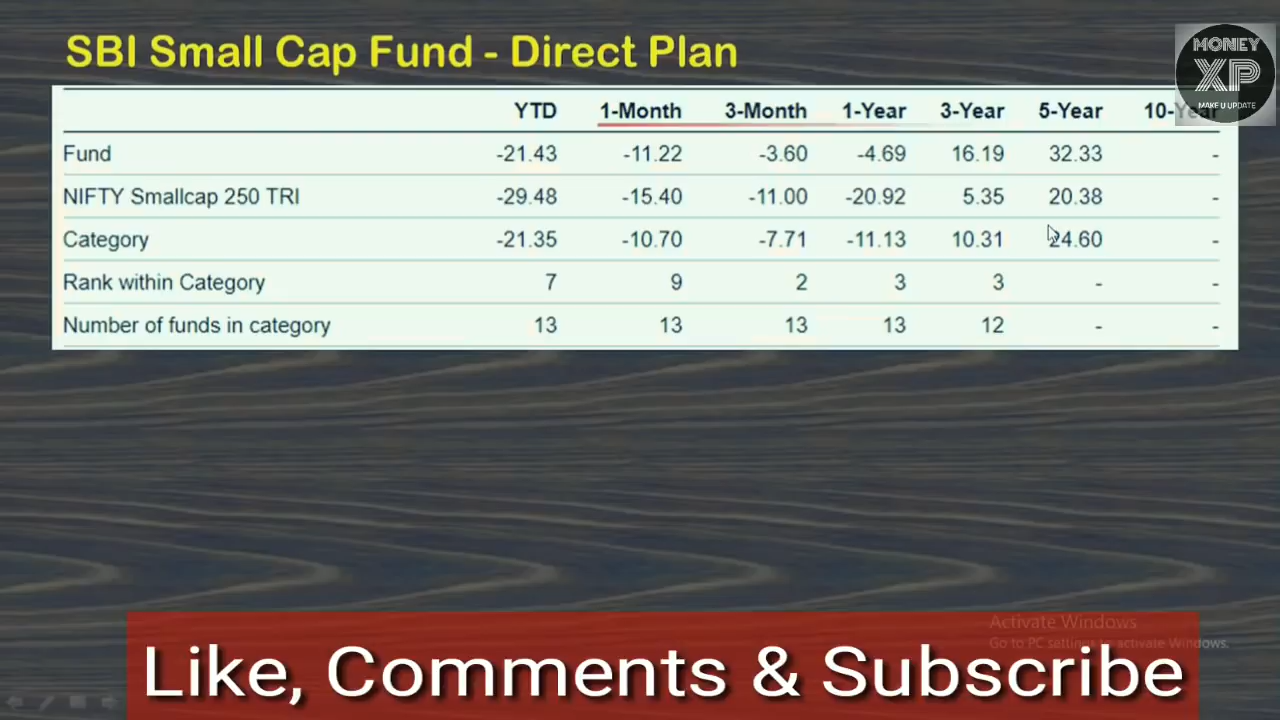 SBI Small Cap Fund - Direct Plan
MONEY
XP
MAKE U UPDATE
YTD 1-Month 3-Month 1-Year 3-Year 5-Year 10-Year
Fund -21.43 -11.22 -3.60 -4.69 16.19 32.33 -
NIFTY Smallcap 250 TRI -29.48 -15.40 -11.00 -20.92 5.35 20.38 -
Category -21.35 -10.70 -7.71 -11.13 10.31 24.60 -
Rank within Category 7 9 2 3 3 - -
Number of funds in category 13 13 13 13 12 - -
Activate Windows
Go to PC settings to activate Windows.
Like, Comments & Subscribe